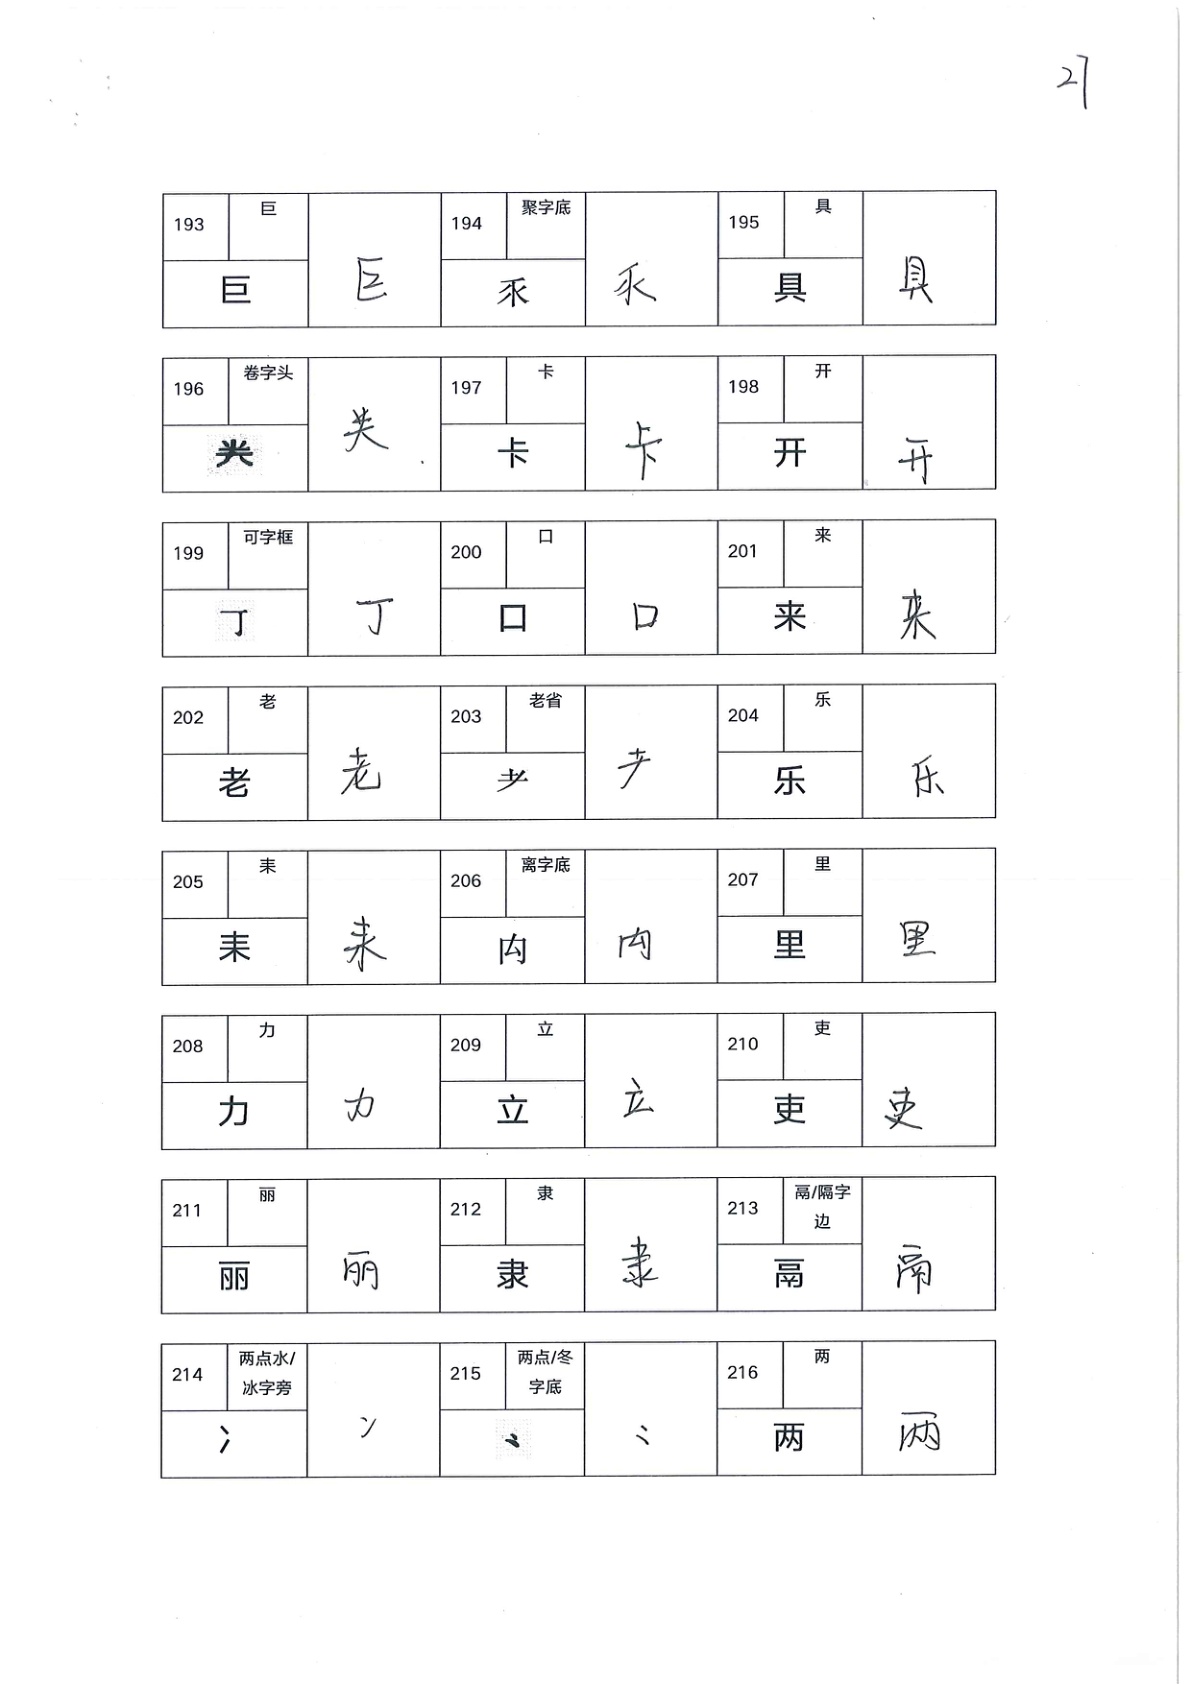 27
193 巨 巨 194 聚字底 巨 195 具
巨 乑 乑 具 具
196 卷字头 龹 197 卡 198 开
龹 卡 卡 开 开
199 可字框 200 口 201 来
丁 丁 口 口 来 来
202 老 203 老省 204 乐
老 老 耂 耂 乐 乐
205 耒 206 离字底 207 里
耒 耒 禸 禸 里 里
208 力 209 立 210 吏
力 力 立 立 吏 吏
211 丽 212 隶 213 鬲/隔字
边
丽 丽 隶 隶 鬲 鬲
214 两点水/ 215 两点/冬 216 两
冰字旁 字底
冫 冫 ⺀ ⺀ 两 两